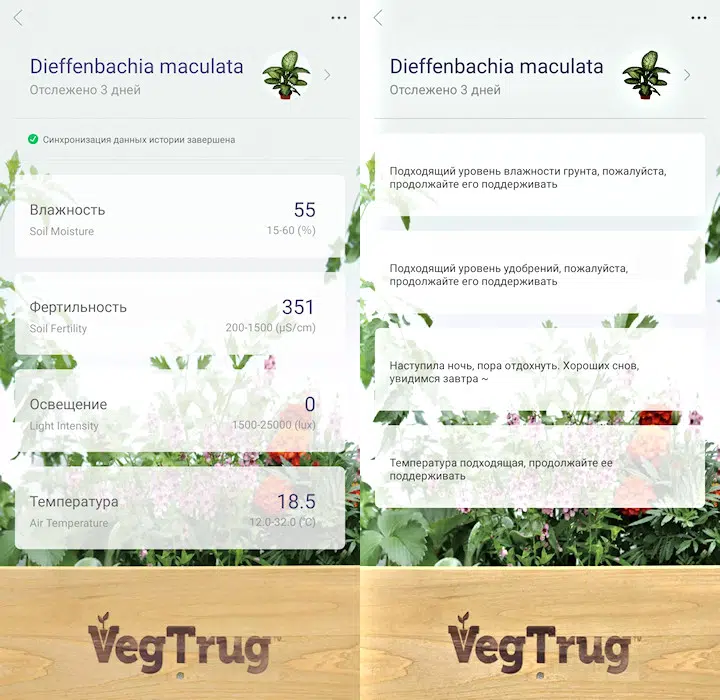 Dieffenbachia maculata
Отслежено 3 дней
Синхронизация данных истории завершена
Влажность
55
Soil Moisture
15-60 (%)
Фертильность
351
Soil Fertility
200-1500 (µS/cm)
Освещение
0
Light Intensity
1500-25000 (lux)
Температура
18.5
Air Temperature
12.0-32.0 (℃)
VegTrug™
Dieffenbachia maculata
Отслежено 3 дней
Подходящий уровень влажности грунта, пожалуйста,
продолжайте его поддерживать
Подходящий уровень удобрений, пожалуйста,
продолжайте его поддерживать
Наступила ночь, пора отдохнуть. Хороших снов,
увидимся завтра ~
Температура подходящая, продолжайте ее
поддерживать
VegTrug™